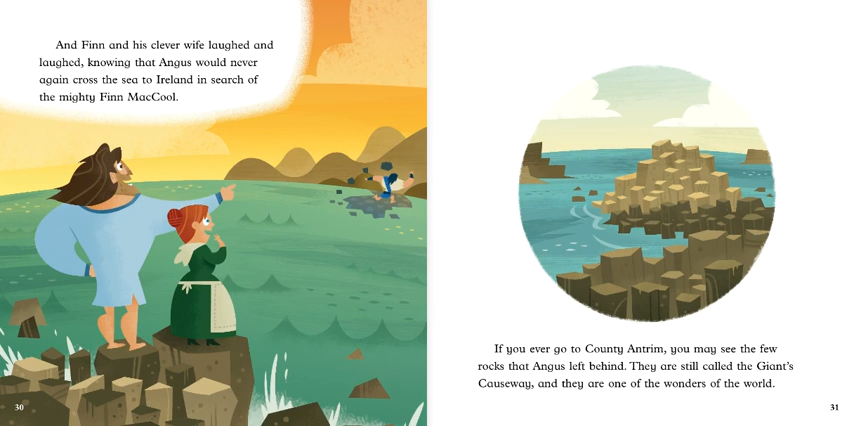 And Finn and his clever wife laughed and
laughed, knowing that Angus would never
again cross the sea to Ireland in search of
the mighty Finn MacCool.
30
If you ever go to County Antrim, you may see the few
rocks that Angus left behind. They are still called the Giant's
Causeway, and they are one of the wonders of the world.
31